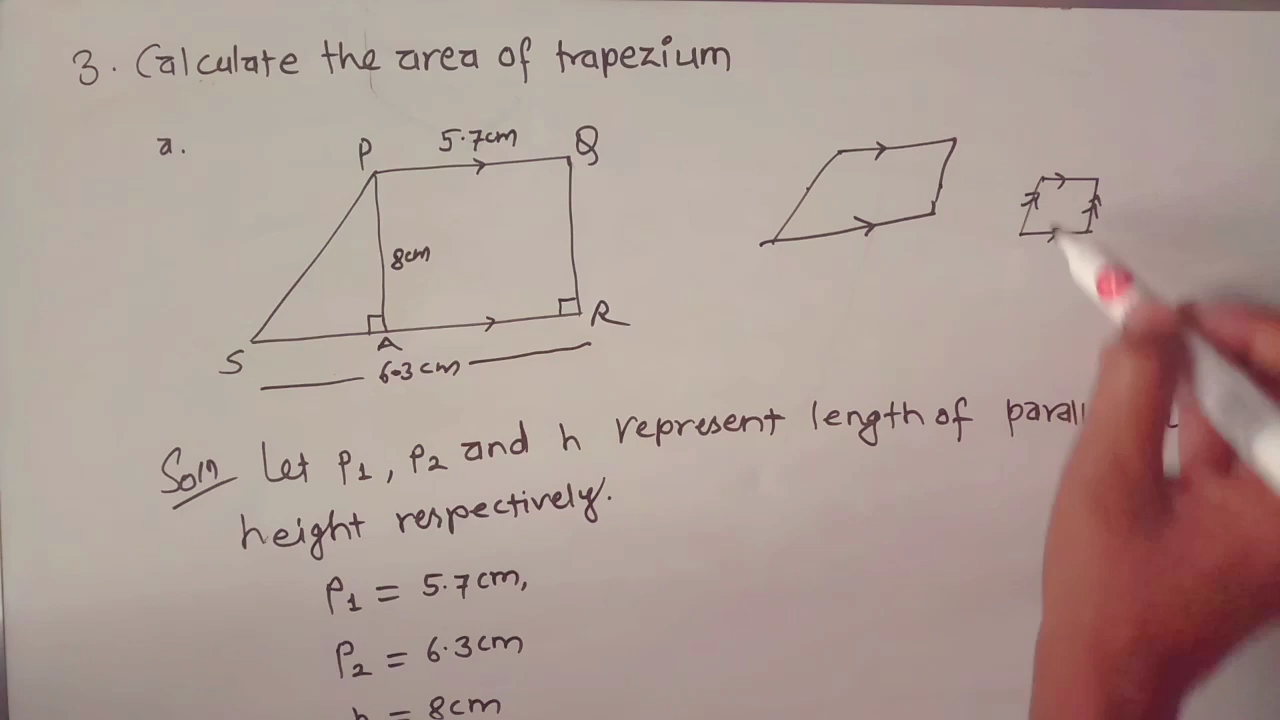 3. Calculate the area of trapezium
a.
P 5.7cm Q
8cm
S A R
6.3cm
Soln Let P1, P2 and h represent length of
height respectively.
P1 = 5.7cm,
P2 = 6.3cm
h = 8cm